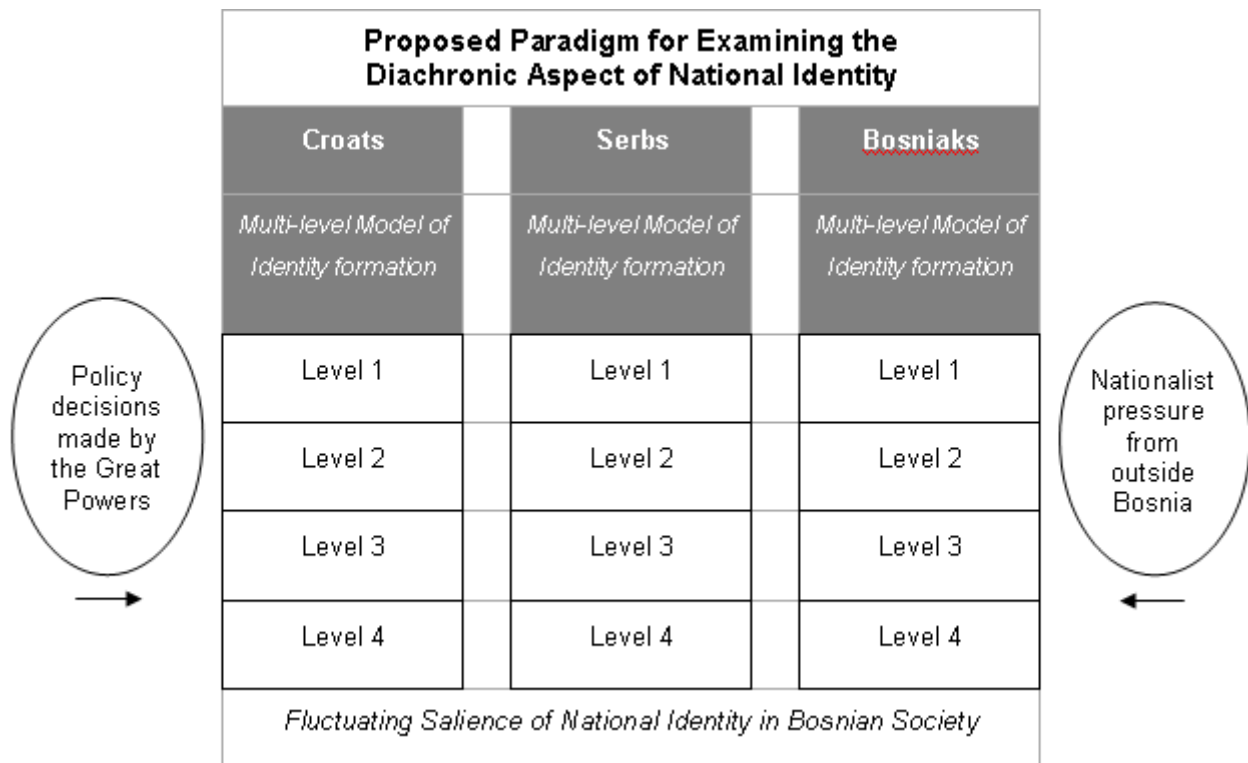 Proposed Paradigm for Examining the
Diachronic Aspect of National Identity
Croats
Serbs
Bosniaks
Multi-level Model of
Identity formation
Multi-level Model of
Identity formation
Multi-level Model of
Identity formation
Policy
decisions
made by
the Great
Powers
Level 1
Level 1
Level 1
Level 2
Level 2
Level 2
Level 3
Level 3
Level 3
Level 4
Level 4
Level 4
Nationalist
pressure
from
outside
Bosnia
Fluctuating Salience of National Identity in Bosnian Society